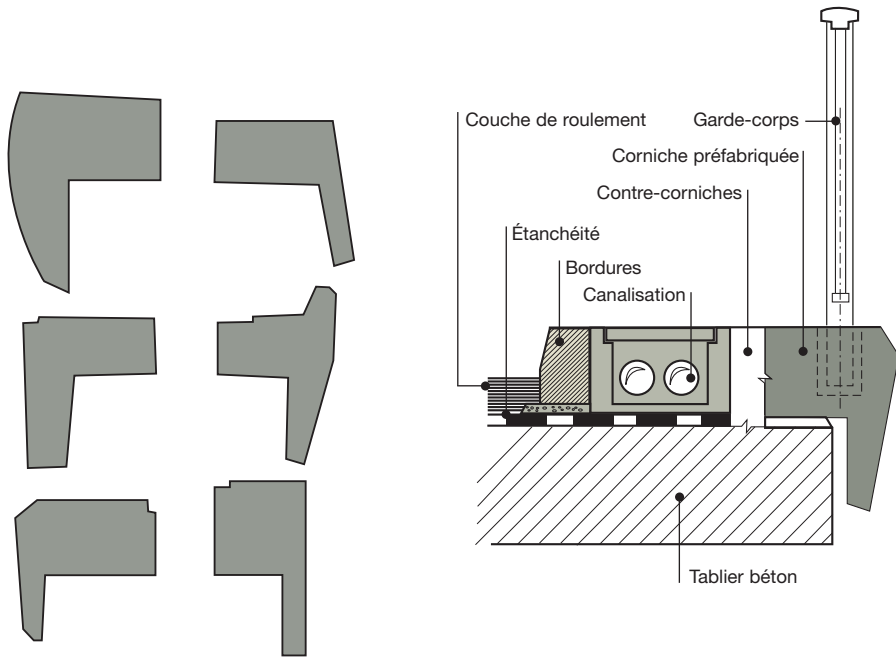 Couche de roulement
Garde-corps
Corniche préfabriquée
Contre-corniches
Étanchéité
Bordures
Canalisation
Tablier béton